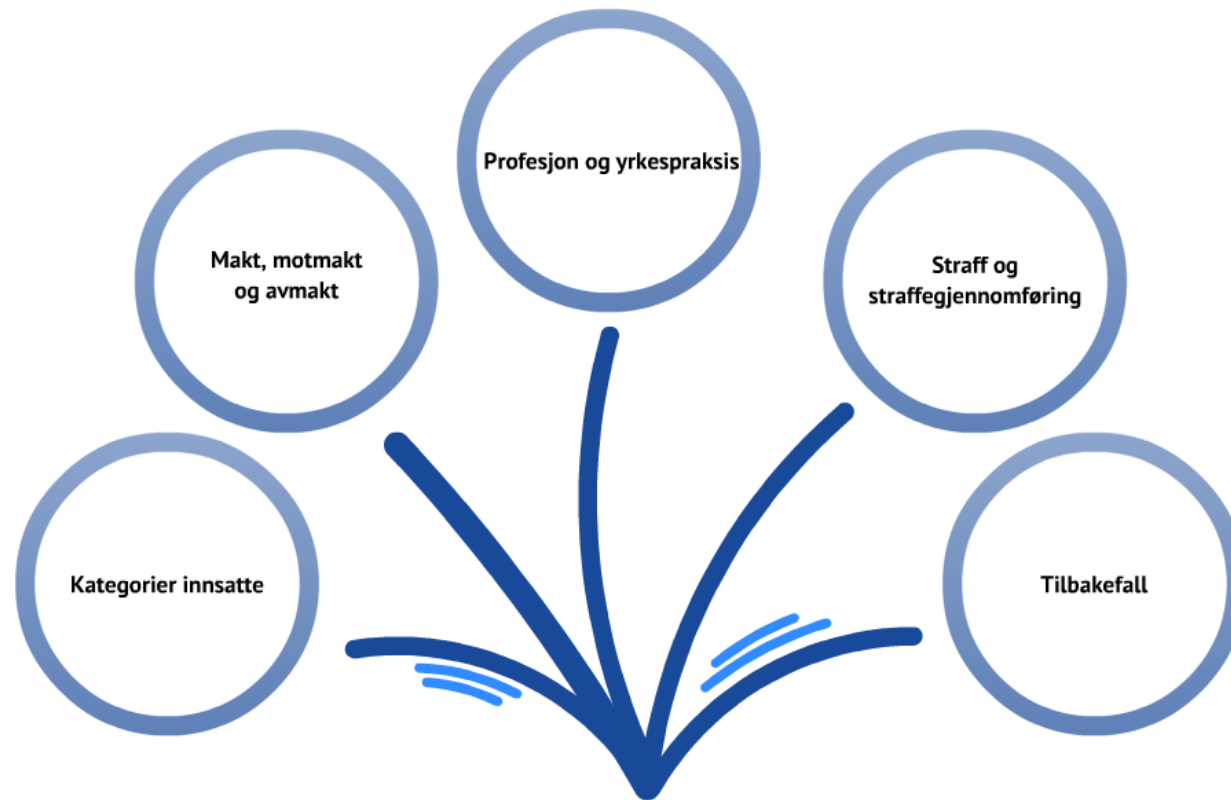 Profesjon og yrkespraksis
Makt, motmakt
og avmakt
Straff og
straffegjennomføring
Kategorier innsatte
Tilbakefall